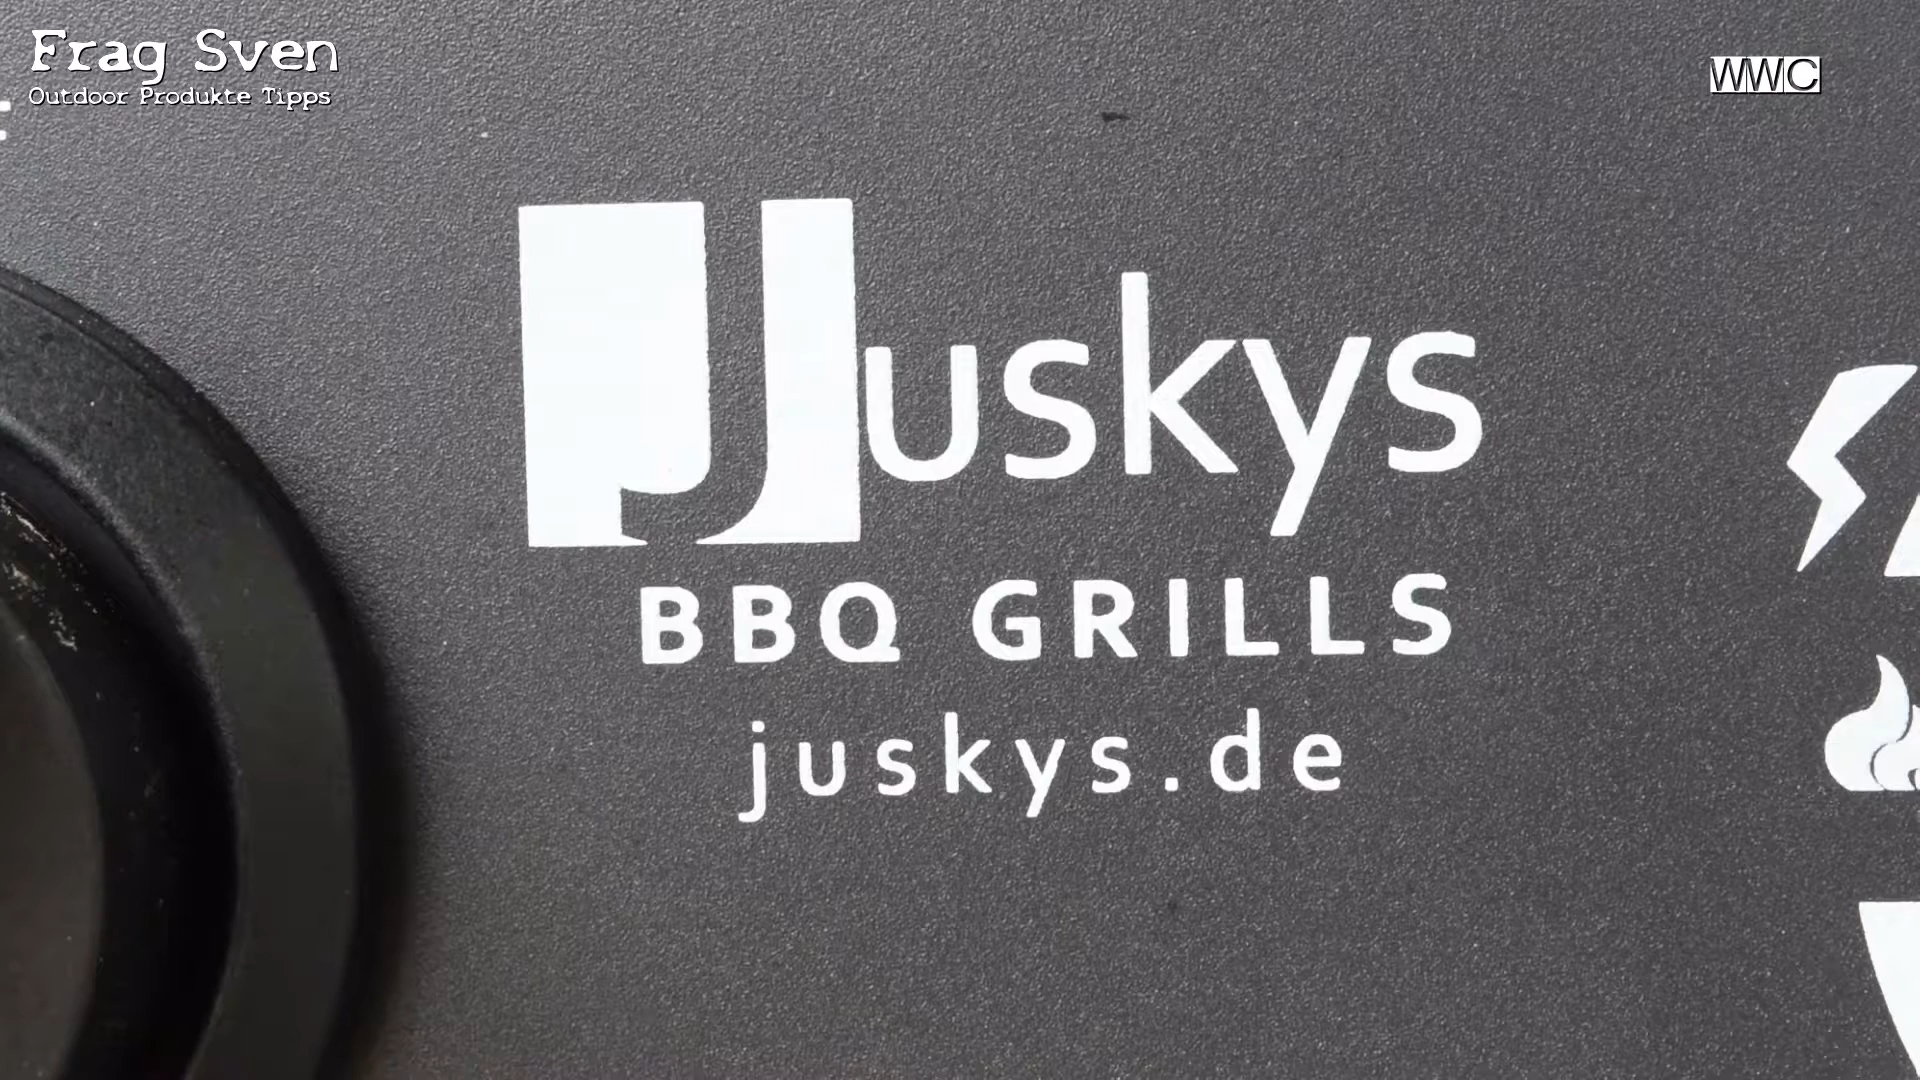 Frag Sven
Outdoor Produkte Tipps
WWC
Juskys
BBQ GRILLS
juskys.de